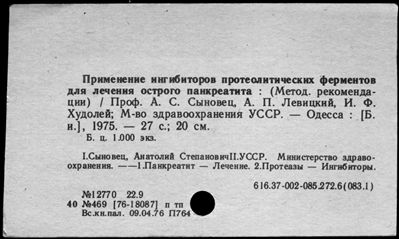 Применение ингибиторов протеолитических ферментов
для лечения острого панкреатита : (Метод. рекоменда-
ции) / Проф. А. С. Сыновец, А. П. Левицкий, И. Ф.
Худолей; М-во здравоохранения УССР. — Одесса : [Б.
и.], 1975. — 27 с.; 20 см.
Б. ц. 1.000 экз.
I.Сыновец, Анатолий СтепановичII.УССР. Министерство здраво-
охранения. — —1.Панкреатит — Лечение. 2.Протеазы — Ингибиторы.
616.37-002-085.272.6(083.1)
№12770 22.9
40 №469 [76-18087] п тп
Вс.кн.пал. 09.04.76 П764